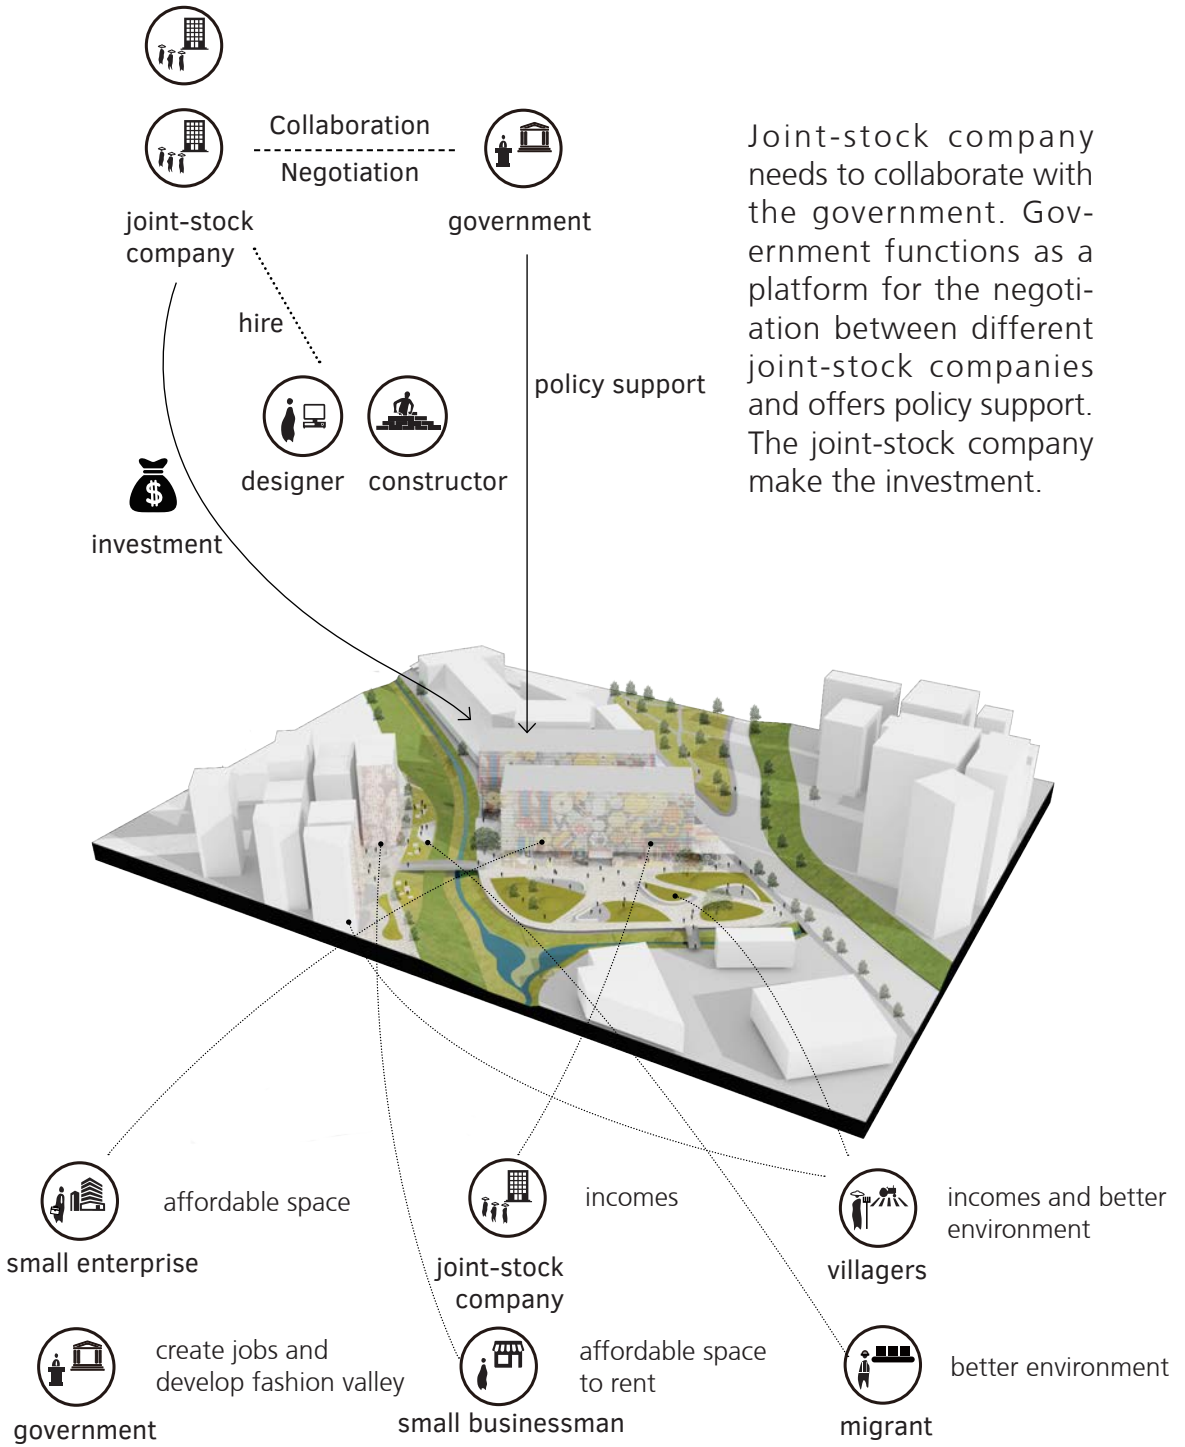 Collaboration
Negotiation
joint-stock
company
government
hire
policy support
designer
constructor
$
investment
Joint-stock company
needs to collaborate with
the government. Gov-
ernment functions as a
platform for the negoti-
ation between different
joint-stock companies
and offers policy support.
The joint-stock company
make the investment.
affordable space
small enterprise
incomes
joint-stock
company
incomes and better
environment
villagers
create jobs and
develop fashion valley
government
affordable space
to rent
small businessman
better environment
migrant